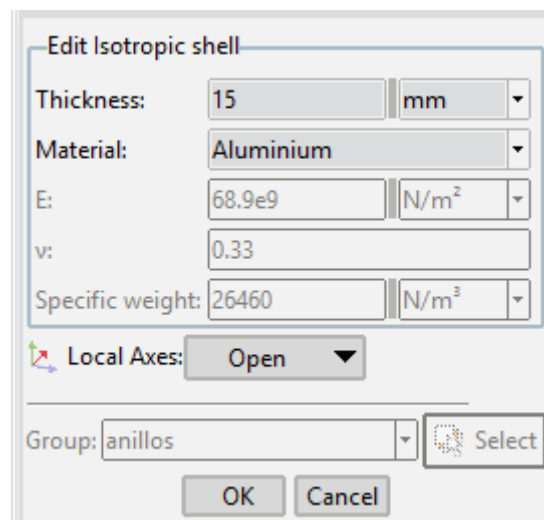 Edit Isotropic shell
Thickness: 15 mm
Material: Aluminium
E: 68.9e9 N/m²
ν: 0.33
Specific weight: 26460 N/m³
Local Axes: Open
Group: anillos Select
OK Cancel